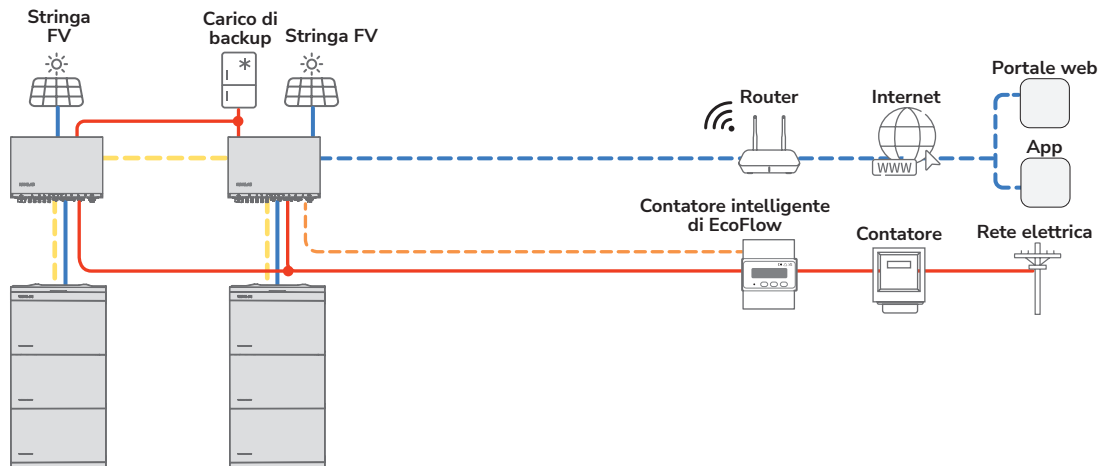 Stringa
FV
Carico di
backup
Stringa FV
Router
Internet
Portale web
WWW
App
Contatore intelligente
di EcoFlow
Contatore
Rete elettrica